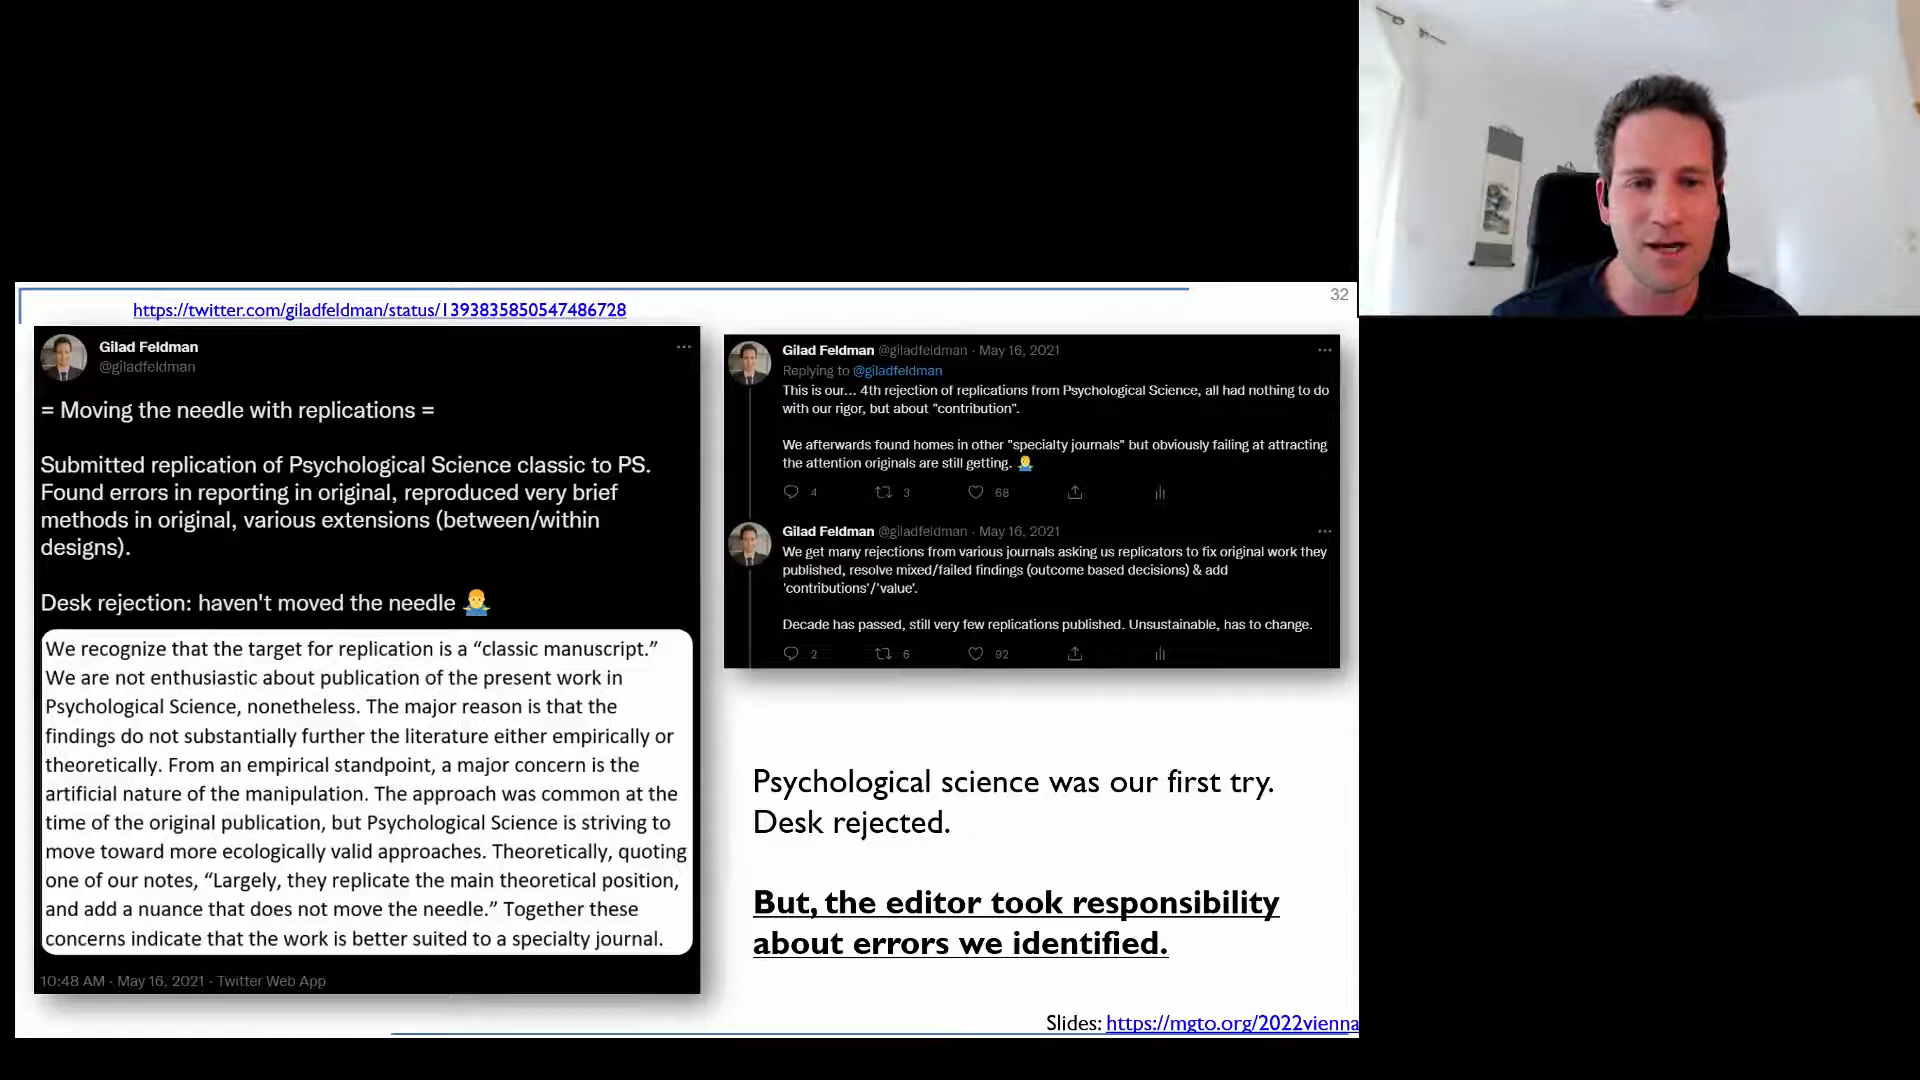 32
https://twitter.com/giladfeldman/status/1393835850547486728
Gilad Feldman
@giladfeldman
= Moving the needle with replications =
Submitted replication of Psychological Science classic to PS.
Found errors in reporting in original, reproduced very brief
methods in original, various extensions (between/within
designs).
Desk rejection: haven't moved the needle 🤷‍♂️
We recognize that the target for replication is a “classic manuscript.”
We are not enthusiastic about publication of the present work in
Psychological Science, nonetheless. The major reason is that the
findings do not substantially further the literature either empirically or
theoretically. From an empirical standpoint, a major concern is the
artificial nature of the manipulation. The approach was common at the
time of the original publication, but Psychological Science is striving to
move toward more ecologically valid approaches. Theoretically, quoting
one of our notes, “Largely, they replicate the main theoretical position,
and add a nuance that does not move the needle.” Together these
concerns indicate that the work is better suited to a specialty journal.
10:48 AM · May 16, 2021 · Twitter Web App
Gilad Feldman @giladfeldman · May 16, 2021
Replying to @giladfeldman
This is our... 4th rejection of replications from Psychological Science, all had nothing to do
with our rigor, but about "contribution".
We afterwards found homes in other "specialty journals" but obviously failing at attracting
the attention originals are still getting. 🤷‍♂️
4 3 68
Gilad Feldman @giladfeldman · May 16, 2021
We get many rejections from various journals asking us replicators to fix original work they
published, resolve mixed/failed findings (outcome based decisions) & add
'contributions'/'value'.
Decade has passed, still very few replications published. Unsustainable, has to change.
2 6 92
Psychological science was our first try.
Desk rejected.
But, the editor took responsibility
about errors we identified.
Slides: https://mgto.org/2022vienna